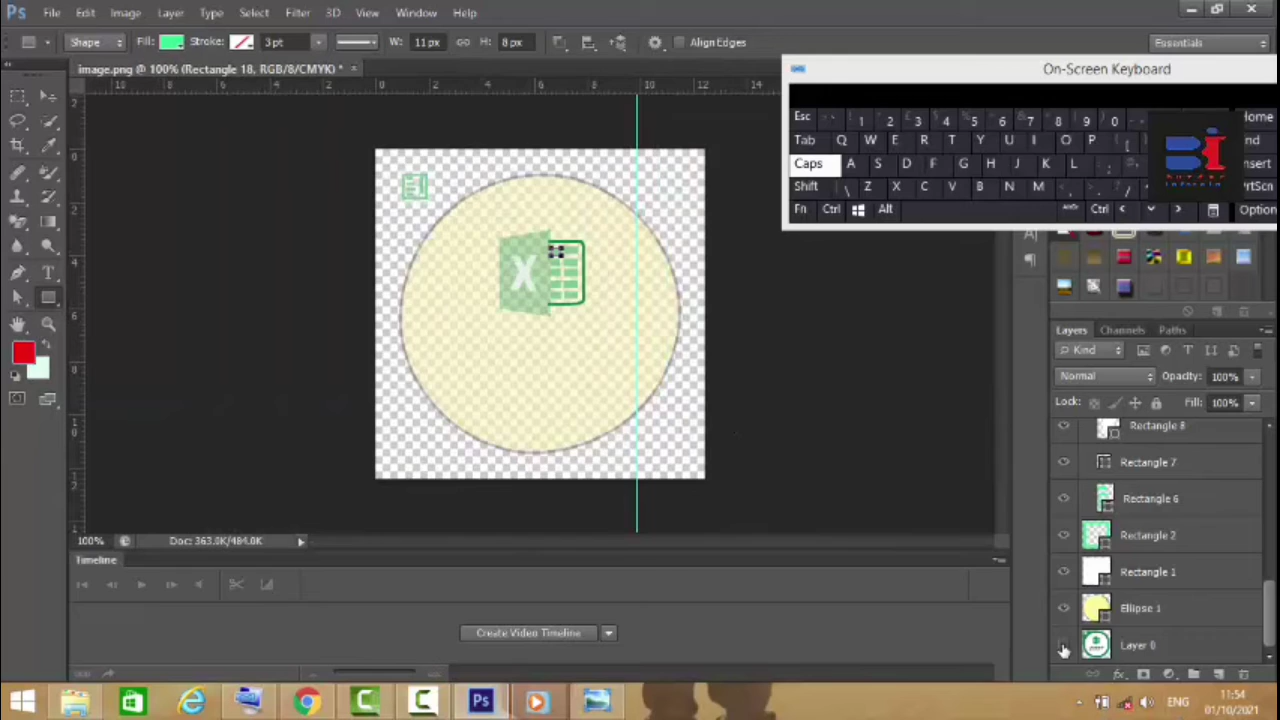 Ps File Edit Image Layer Type Select Filter 3D View Window Help
Shape Fill: Stroke: 3 pt W: 11 px H: 8 px Align Edges Essentials
image.png @ 100% (Rectangle 18, RGB/8/CMYK) *
On-Screen Keyboard
Esc 1 2 3 4 5 6 7 8 9 0 Home
Tab Q W E R T Y U I O P
Caps A S D F G H J K L
Shift \ Z X C V B N M
Fn Ctrl Alt Ctrl Option
X
Layers Channels Paths
Kind
Normal Opacity: 100%
Lock: Fill: 100%
Rectangle 8
Rectangle 7
Rectangle 6
Rectangle 2
Rectangle 1
Ellipse 1
Layer 0
100% Doc: 363.0K/484.0K
Timeline
Create Video Timeline
ENG
11:54
01/10/2021